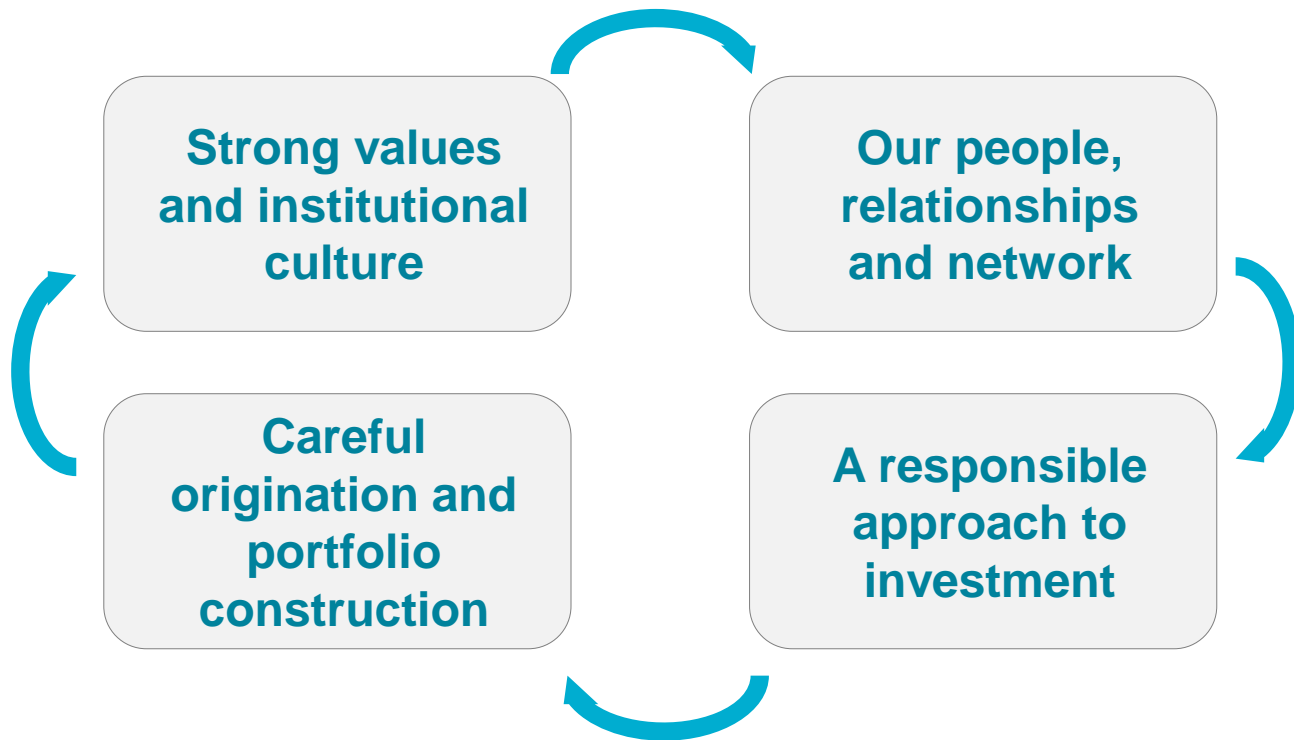 Strong values
and institutional
culture
Our people,
relationships
and network
Careful
origination and
portfolio
construction
A responsible
approach to
investment